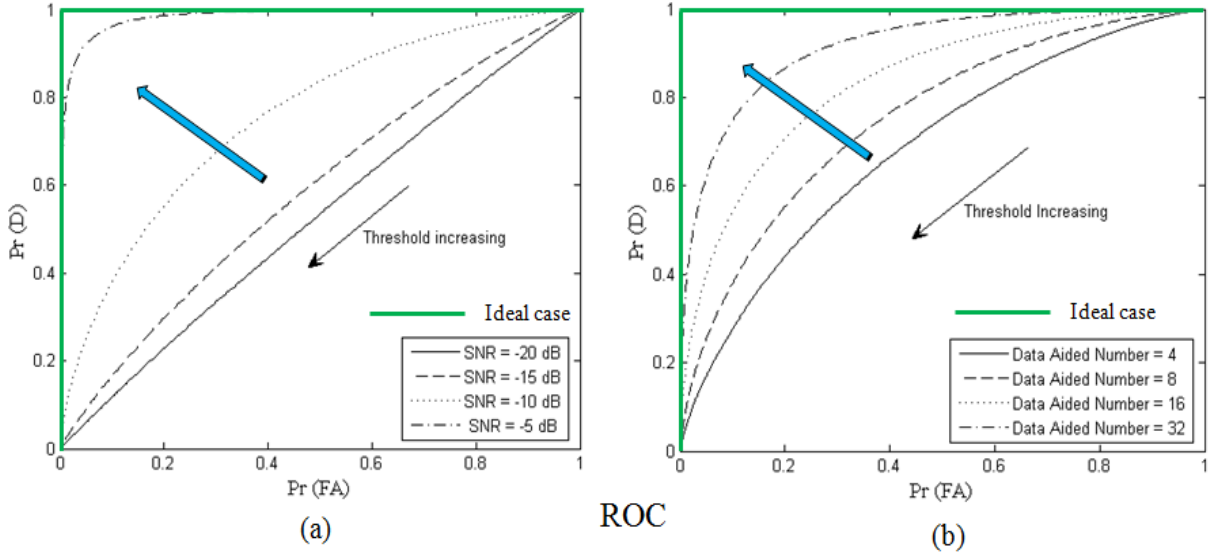 1
0.8
0.6
0.4
0.2
0
0
0.2
0.4
0.6
0.8
1
Pr (D)
Pr (FA)
Threshold increasing
Ideal case
SNR = -20 dB
SNR = -15 dB
SNR = -10 dB
SNR = -5 dB
(a)
ROC
1
0.8
0.6
0.4
0.2
0
0
0.2
0.4
0.6
0.8
1
Pr (D)
Pr (FA)
Threshold Increasing
Ideal case
Data Aided Number = 4
Data Aided Number = 8
Data Aided Number = 16
Data Aided Number = 32
(b)